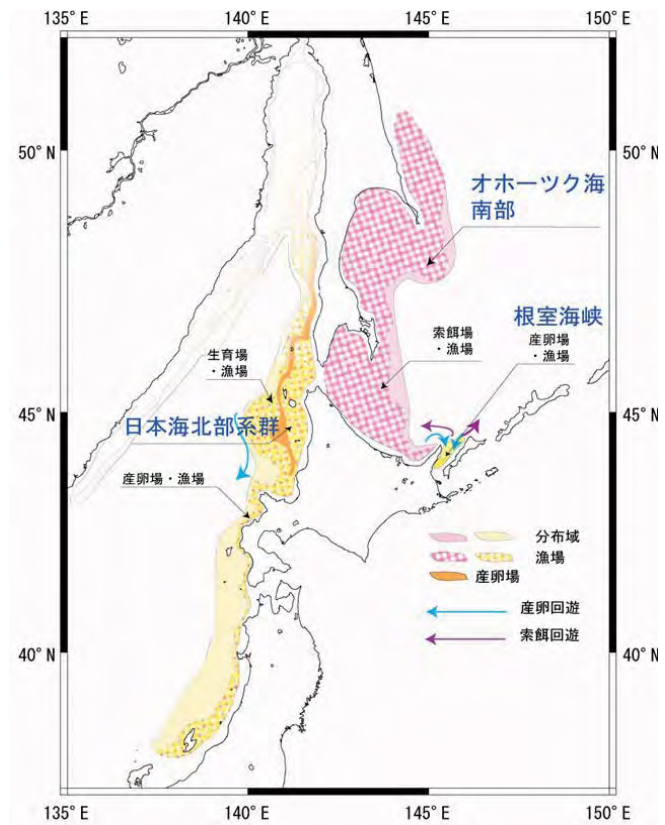 135° E
140° E
145° E
150° E
50° N
オホーツク海
南部
根室海峡
産卵場
・漁場
索餌場
・漁場
生育場
・漁場
45° N
日本海北部系群
産卵場・漁場
分布域
漁場
産卵場
産卵回遊
索餌回遊
40° N
135° E
140° E
145° E
150° E